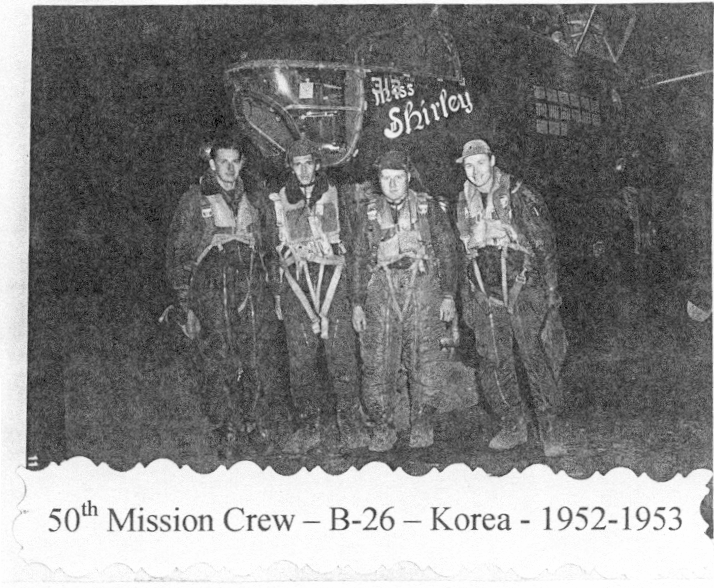 Miss
Shirley
50th Mission Crew – B-26 – Korea - 1952-1953